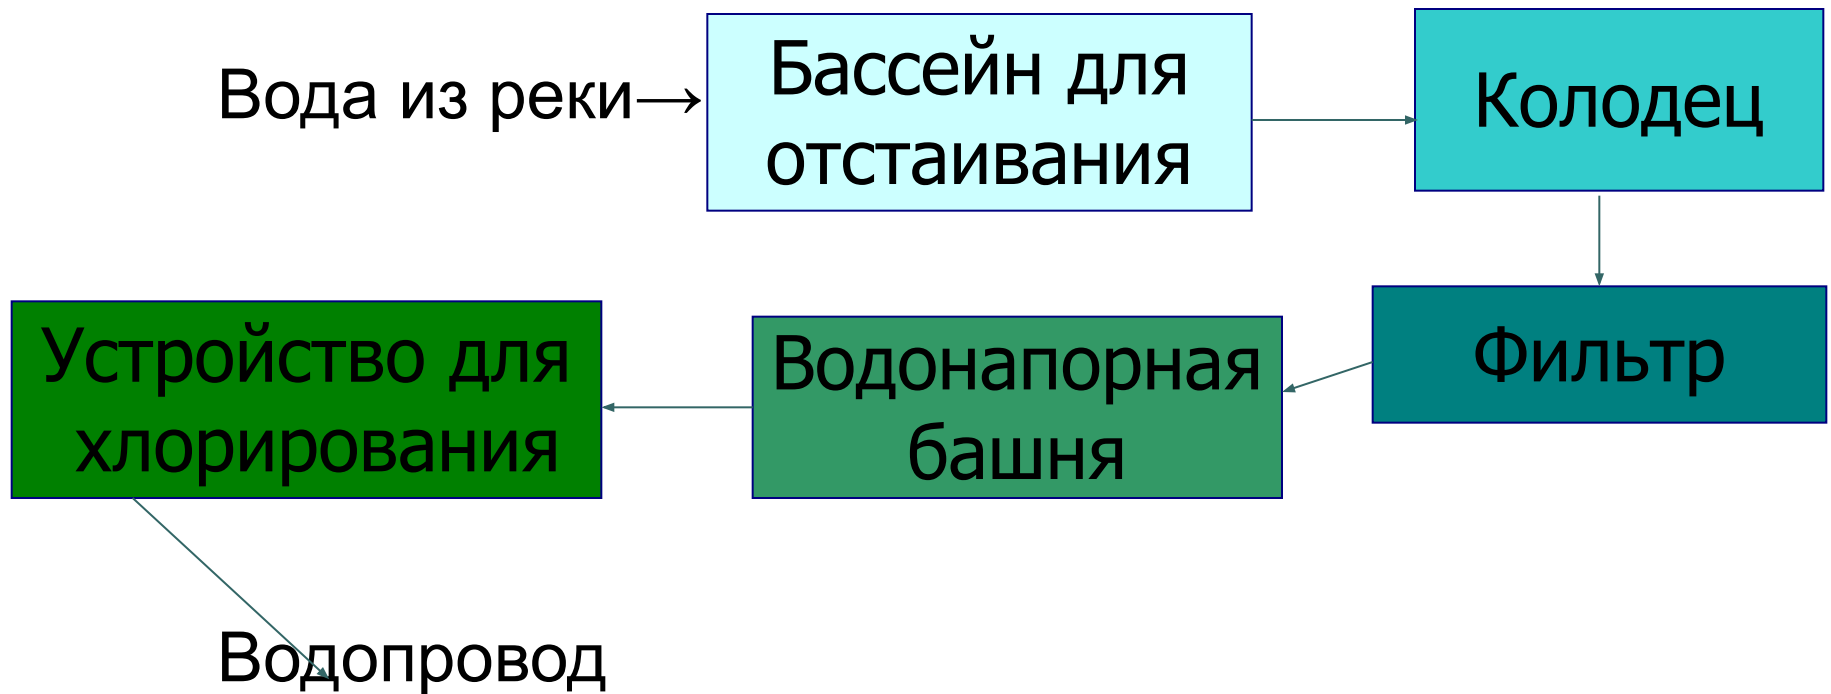 Вода из реки→
Бассейн для
отстаивания
Колодец
Фильтр
Водонапорная
башня
Устройство для
хлорирования
Водопровод